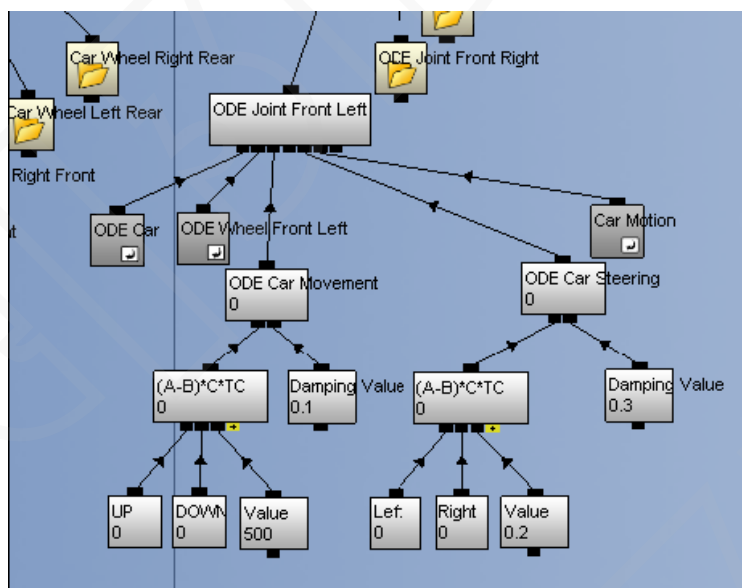 Car Wheel Right Rear
ODE Joint Front Right
Car Wheel Left Rear
ODE Joint Front Left
Right Front
ODE Car
ODE Wheel Front Left
Car Motion
ODE Car Movement
0
ODE Car Steering
0
(A-B)*C*TC
0
Damping Value
0.1
(A-B)*C*TC
0
Damping Value
0.3
UP
0
DOWN
0
Value
500
Left
0
Right
0
Value
0.2